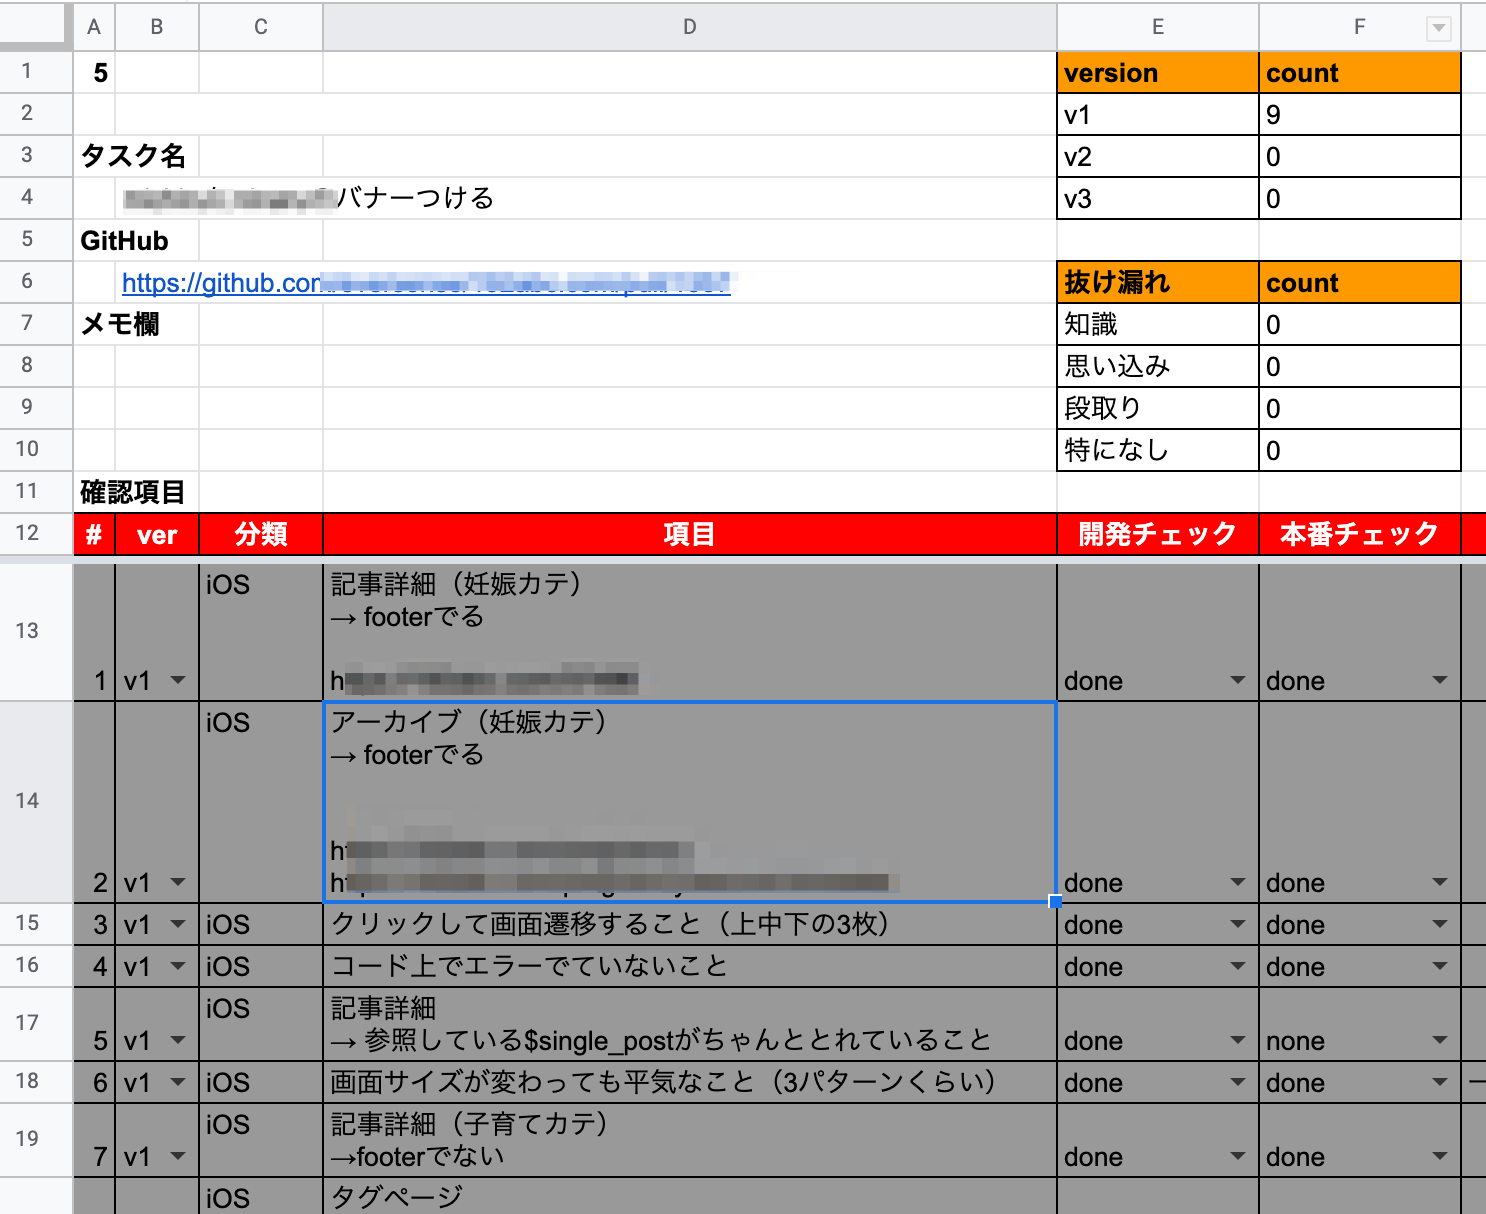 A B C D E F
1 5 version count
2 v1 9
3 タスク名 v2 0
4 バナーつける v3 0
5 GitHub
6 https://github.com 抜け漏れ count
7 メモ欄 知識 0
8 思い込み 0
9 段取り 0
10 特になし 0
11 確認項目
12 # ver 分類 項目 開発チェック 本番チェック
13 iOS 記事詳細（妊娠カテ）
→ footerでる
1 v1 done done
14 iOS アーカイブ（妊娠カテ）
→ footerでる
2 v1 done done
15 3 v1 iOS クリックして画面遷移すること（上中下の3枚） done done
16 4 v1 iOS コード上でエラーでていないこと done done
17 iOS 記事詳細
5 v1 → 参照している$single_postがちゃんととれていること done none
18 6 v1 iOS 画面サイズが変わっても平気なこと（3パターンくらい） done done
19 iOS 記事詳細（子育てカテ）
7 v1 →footerでない done done
iOS タグページ